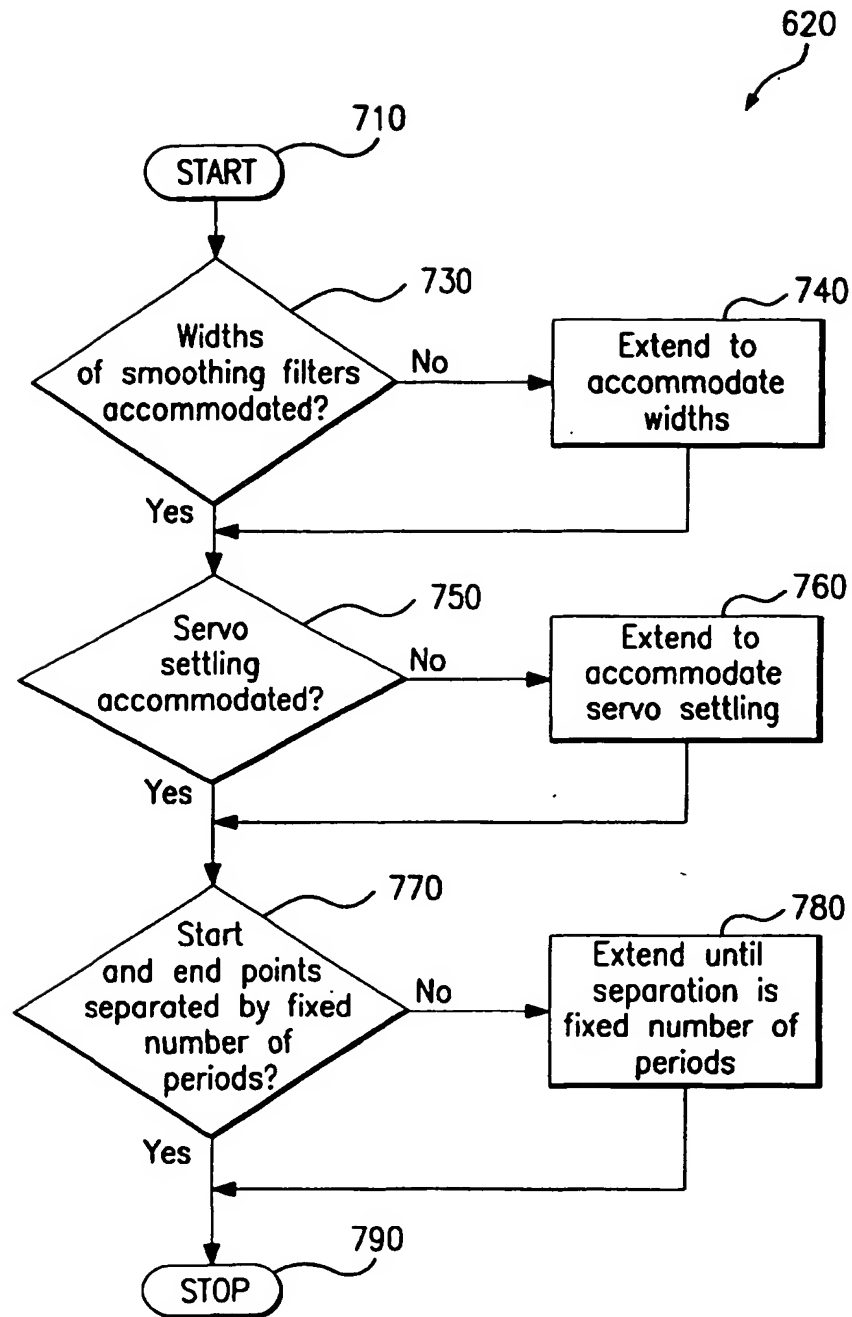 620
710
START
730
Widths
of smoothing filters
accommodated?
No
740
Extend to
accommodate
widths
Yes
750
Servo
settling
accommodated?
No
760
Extend to
accommodate
servo settling
Yes
770
Start
and end points
separated by fixed
number of
periods?
No
780
Extend until
separation is
fixed number of
periods
Yes
790
STOP